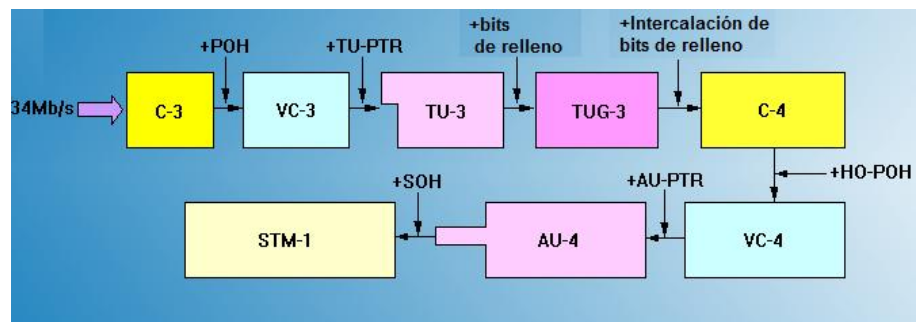 +POH
+TU-PTR
+bits
de relleno
+Intercalación de
bits de relleno
34Mb/s
C-3
VC-3
TU-3
TUG-3
C-4
+HO-POH
+AU-PTR
+SOH
STM-1
AU-4
VC-4